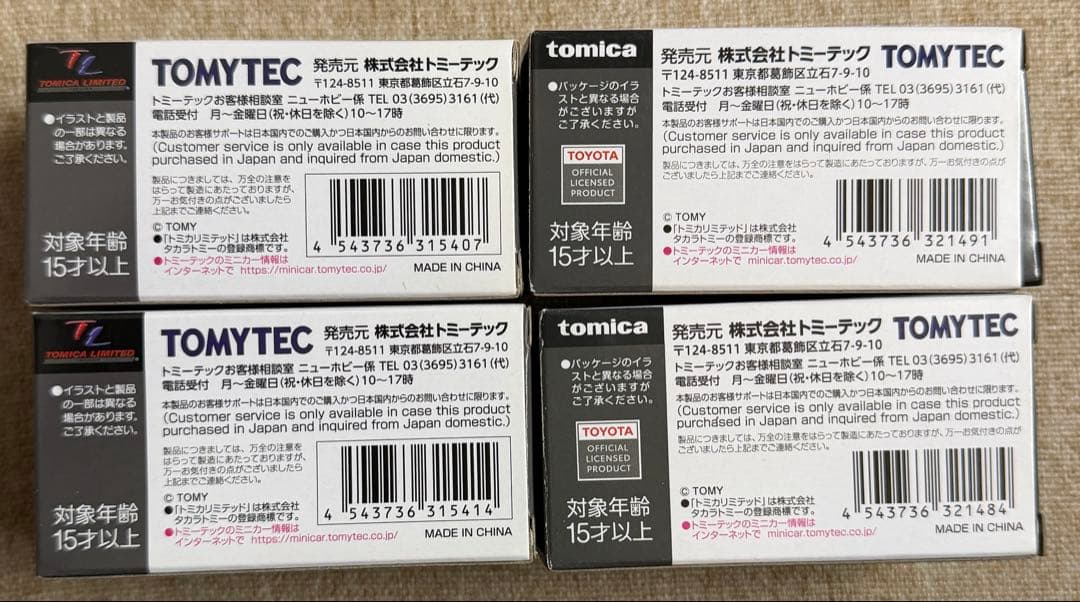 TL
TOMICA LIMITED
●イラストと製品
の一部は異なる
場合があります。
ご了承ください。
対象年齢
15才以上
TOMYTEC 発売元 株式会社トミーテック
〒124-8511 東京都葛飾区立石7-9-10
トミーテックお客様相談室 ニューホビー係 TEL 03(3695)3161(代)
電話受付 月~金曜日(祝・休日を除く)10~17時
本製品のお客様サポートは日本国内でのご購入かつ日本国内からのお問い合わせに限ります。
(Customer service is only available in case this product
purchased in Japan and inquired from Japan domestic.)
製品につきましては、万全の注意を
はらって製造にあたっておりますが、
万一お気付きの点がございましたら
上記までご連絡ください。
© TOMY
●「トミカリミテッド」は株式会社
タカラトミーの登録商標です。
●トミーテックのミニカー情報は
インターネットで https://minicar.tomytec.co.jp/
4 543736 315407
MADE IN CHINA
tomica
●パッケージのイラ
ストと異なる場合
がございますが
ご了承ください。
TOYOTA
OFFICIAL
LICENSED
PRODUCT
対象年齢
15才以上
発売元 株式会社トミーテック TOMYTEC
〒124-8511 東京都葛飾区立石7-9-10
トミーテックお客様相談室 ニューホビー係 TEL 03(3695)3161(代)
電話受付 月~金曜日(祝・休日を除く)10~17時
本製品のお客様サポートは日本国内でのご購入かつ日本国内からのお問い合わせに限ります。
(Customer service is only available in case this product
purchased in Japan and inquired from Japan domestic.)
製品につきましては、万全の注意をはらって製造にあたっておりますが、万一お気付きの点が
ございましたら上記までご連絡ください。
© TOMY
●「トミカリミテッド」は株式会社
タカラトミーの登録商標です。
●トミーテックのミニカー情報は
インターネットで minicar.tomytec.co.jp/
4 543736 321491
MADE IN CHINA
TL
TOMICA LIMITED
●イラストと製品
の一部は異なる
場合があります。
ご了承ください。
対象年齢
15才以上
TOMYTEC 発売元 株式会社トミーテック
〒124-8511 東京都葛飾区立石7-9-10
トミーテックお客様相談室 ニューホビー係 TEL 03(3695)3161(代)
電話受付 月~金曜日(祝・休日を除く)10~17時
本製品のお客様サポートは日本国内でのご購入かつ日本国内からのお問い合わせに限ります。
(Customer service is only available in case this product
purchased in Japan and inquired from Japan domestic.)
製品につきましては、万全の注意を
はらって製造にあたっておりますが、
万一お気付きの点がございましたら
上記までご連絡ください。
© TOMY
●「トミカリミテッド」は株式会社
タカラトミーの登録商標です。
●トミーテックのミニカー情報は
インターネットで https://minicar.tomytec.co.jp/
4 543736 315414
MADE IN CHINA
tomica
●パッケージのイラ
ストと異なる場合
がございますが
ご了承ください。
TOYOTA
OFFICIAL
LICENSED
PRODUCT
対象年齢
15才以上
発売元 株式会社トミーテック TOMYTEC
〒124-8511 東京都葛飾区立石7-9-10
トミーテックお客様相談室 ニューホビー係 TEL 03(3695)3161(代)
電話受付 月~金曜日(祝・休日を除く)10~17時
本製品のお客様サポートは日本国内でのご購入かつ日本国内からのお問い合わせに限ります。
(Customer service is only available in case this product
purchased in Japan and inquired from Japan domestic.)
製品につきましては、万全の注意をはらって製造にあたっておりますが、万一お気付きの点が
ございましたら上記までご連絡ください。
© TOMY
●「トミカリミテッド」は株式会社
タカラトミーの登録商標です。
●トミーテックのミニカー情報は
インターネットで minicar.tomytec.co.jp/
4 543736 321484
MADE IN CHINA